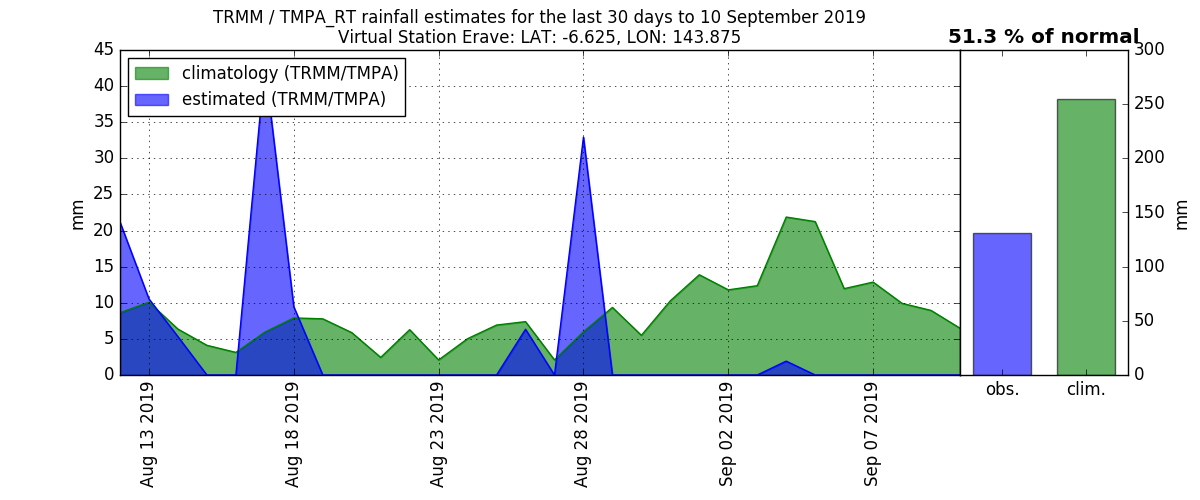 TRMM / TMPA_RT rainfall estimates for the last 30 days to 10 September 2019
Virtual Station Erave: LAT: -6.625, LON: 143.875
51.3 % of normal
climatology (TRMM/TMPA)
estimated (TRMM/TMPA)
45
40
35
30
25
20
15
10
5
0
mm
Aug 13 2019
Aug 18 2019
Aug 23 2019
Aug 28 2019
Sep 02 2019
Sep 07 2019
obs.
clim.
300
250
200
150
100
50
0
mm